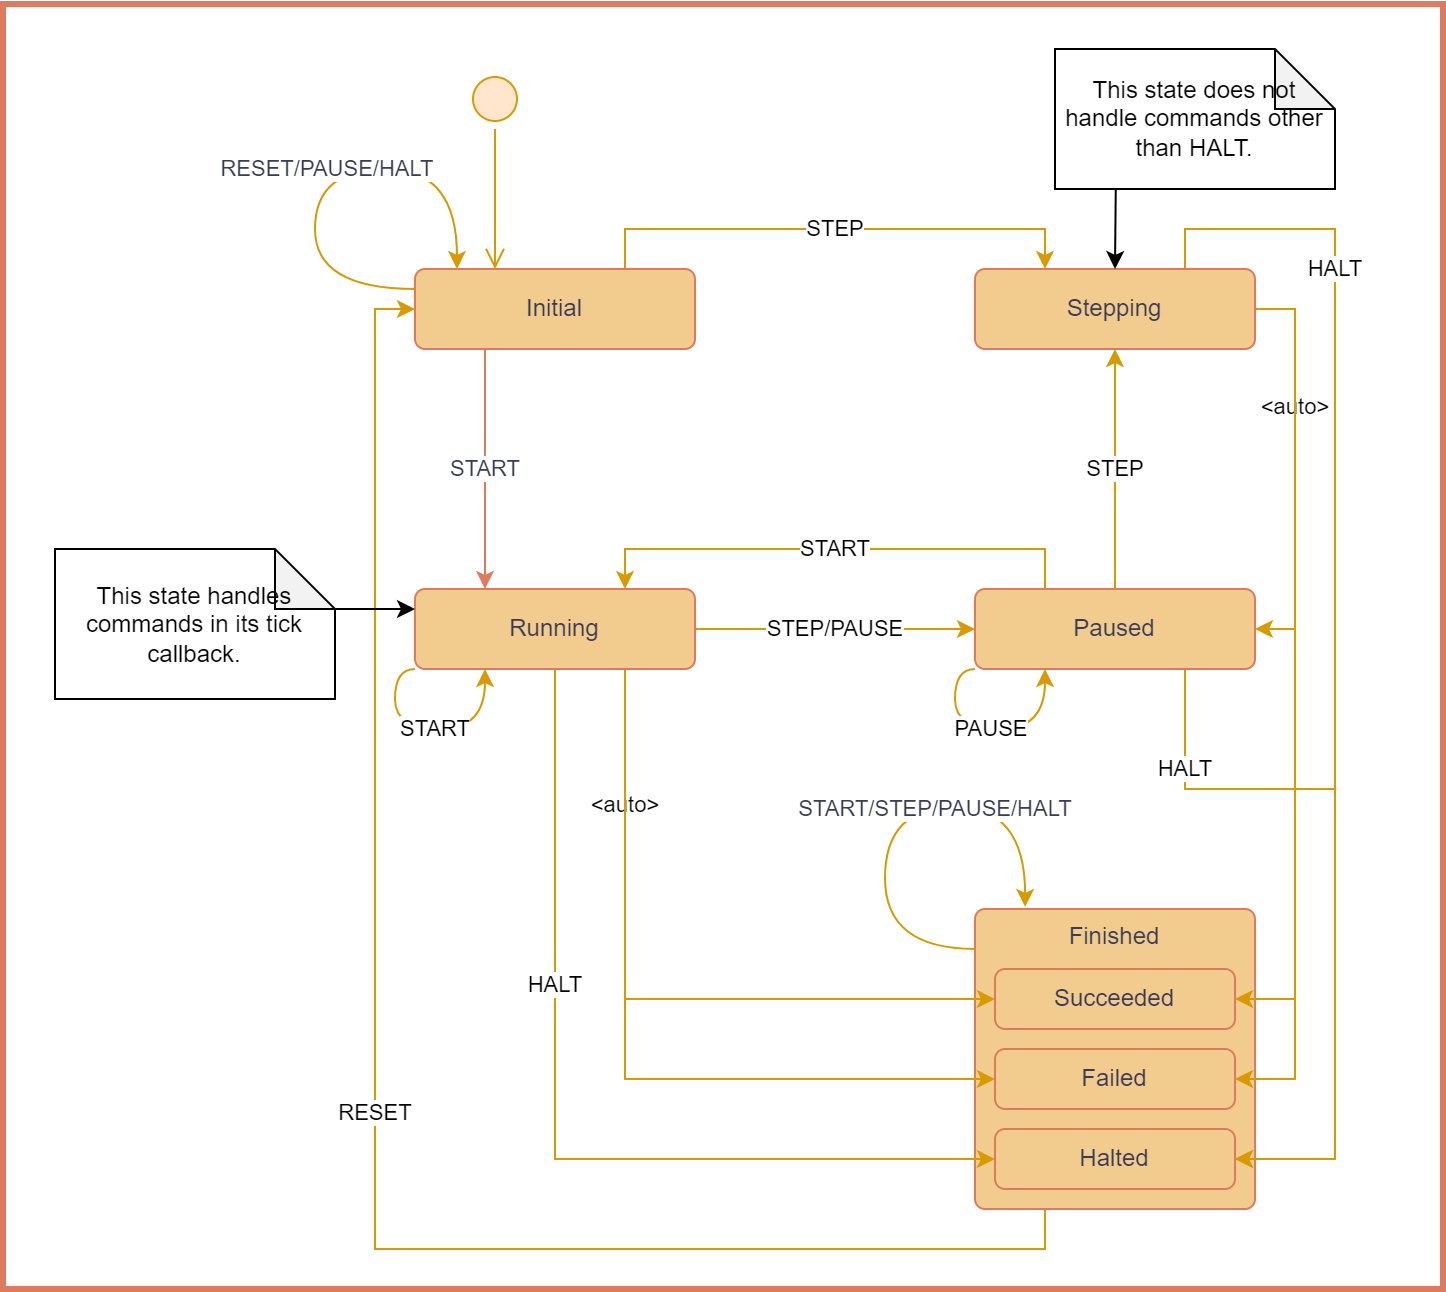 This state does not
handle commands other
than HALT.
RESET/PAUSE/HALT
STEP
HALT
Initial
Stepping
<auto>
START
STEP
START
This state handles
commands in its tick
callback.
Running
STEP/PAUSE
Paused
START
PAUSE
HALT
<auto>
START/STEP/PAUSE/HALT
Finished
HALT
Succeeded
Failed
RESET
Halted